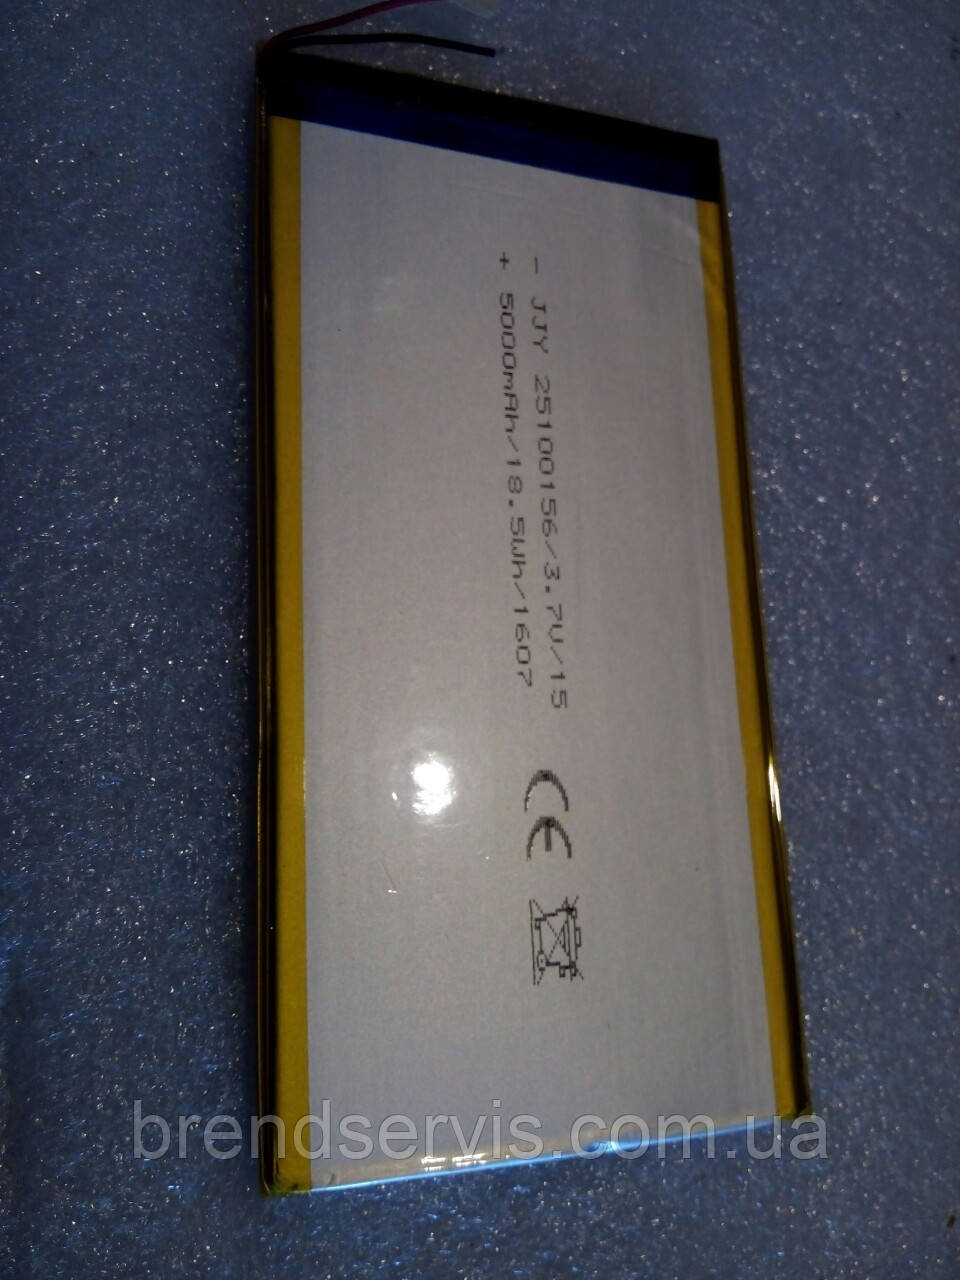 - JJY 25100156/3.7V/15
+ 5000mAh/18.5wh/1607
CE
brendservis.com.ua